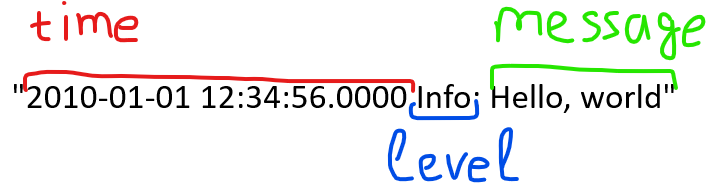 time message
"2010-01-01 12:34:56.0000 Info: Hello, world"
level